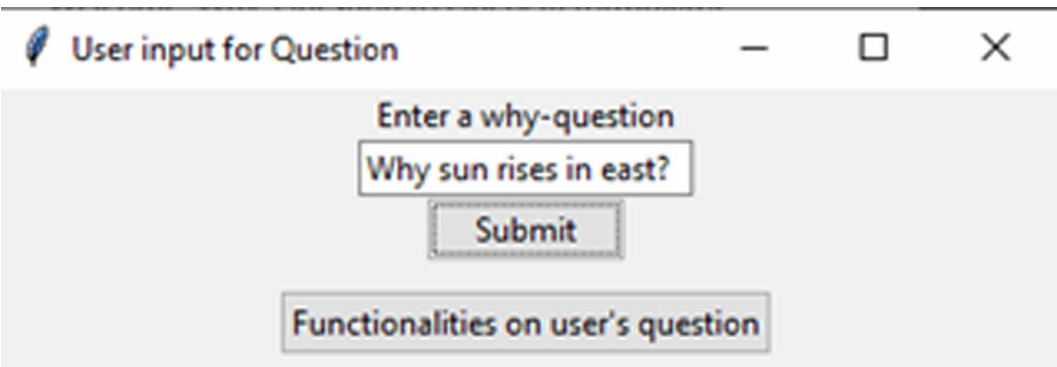 User input for Question
Enter a why-question
Why sun rises in east?
Submit
Functionalities on user's question